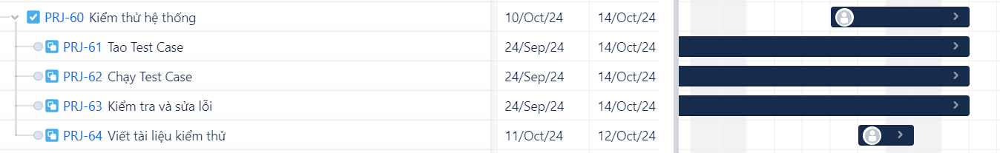 PRJ-60 Kiểm thử hệ thống 10/Oct/24 14/Oct/24
PRJ-61 Tao Test Case 24/Sep/24 14/Oct/24
PRJ-62 Chạy Test Case 24/Sep/24 14/Oct/24
PRJ-63 Kiểm tra và sửa lỗi 24/Sep/24 14/Oct/24
PRJ-64 Viết tài liệu kiểm thử 11/Oct/24 12/Oct/24